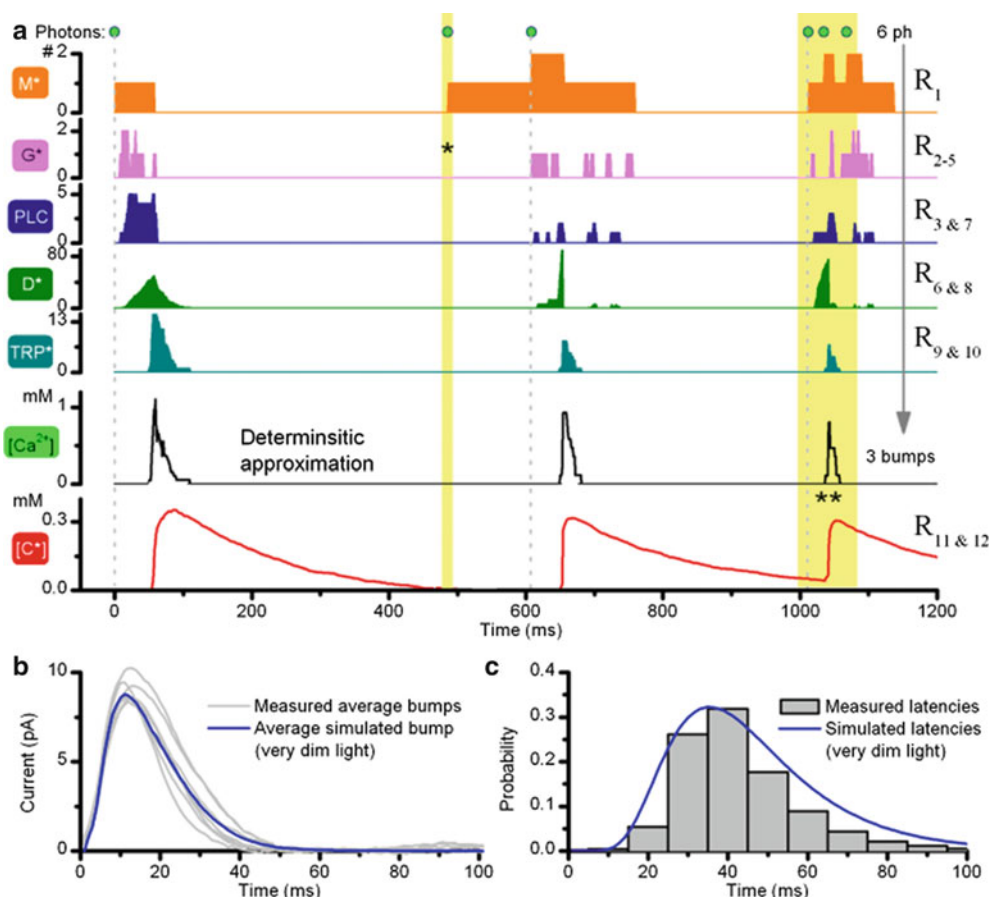 a Photons: 6 ph
# 2
M*
0
R1
2
G*
0
*
R2-5
5
PLC
0
R3 & 7
80
D*
0
R6 & 8
13
TRP*
0
R9 & 10
mM
1
[Ca2+]
0
Determinsitic
approximation
3 bumps
mM
**
0.3
[C*]
0.0
R11 & 12
0 200 400 600 800 1000 1200
Time (ms)
b
10
5
0
Current (pA)
Measured average bumps
Average simulated bump
(very dim light)
0 20 40 60 80 100
Time (ms)
c
0.4
0.3
0.1
0.0
Probability
Measured latencies
Simulated latencies
(very dim light)
0 20 40 60 80 100
Time (ms)